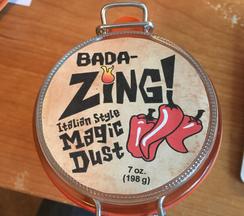 BADA-
ZiNG!
Italian Style
Magic
Dust
7 oz.
(198 g)